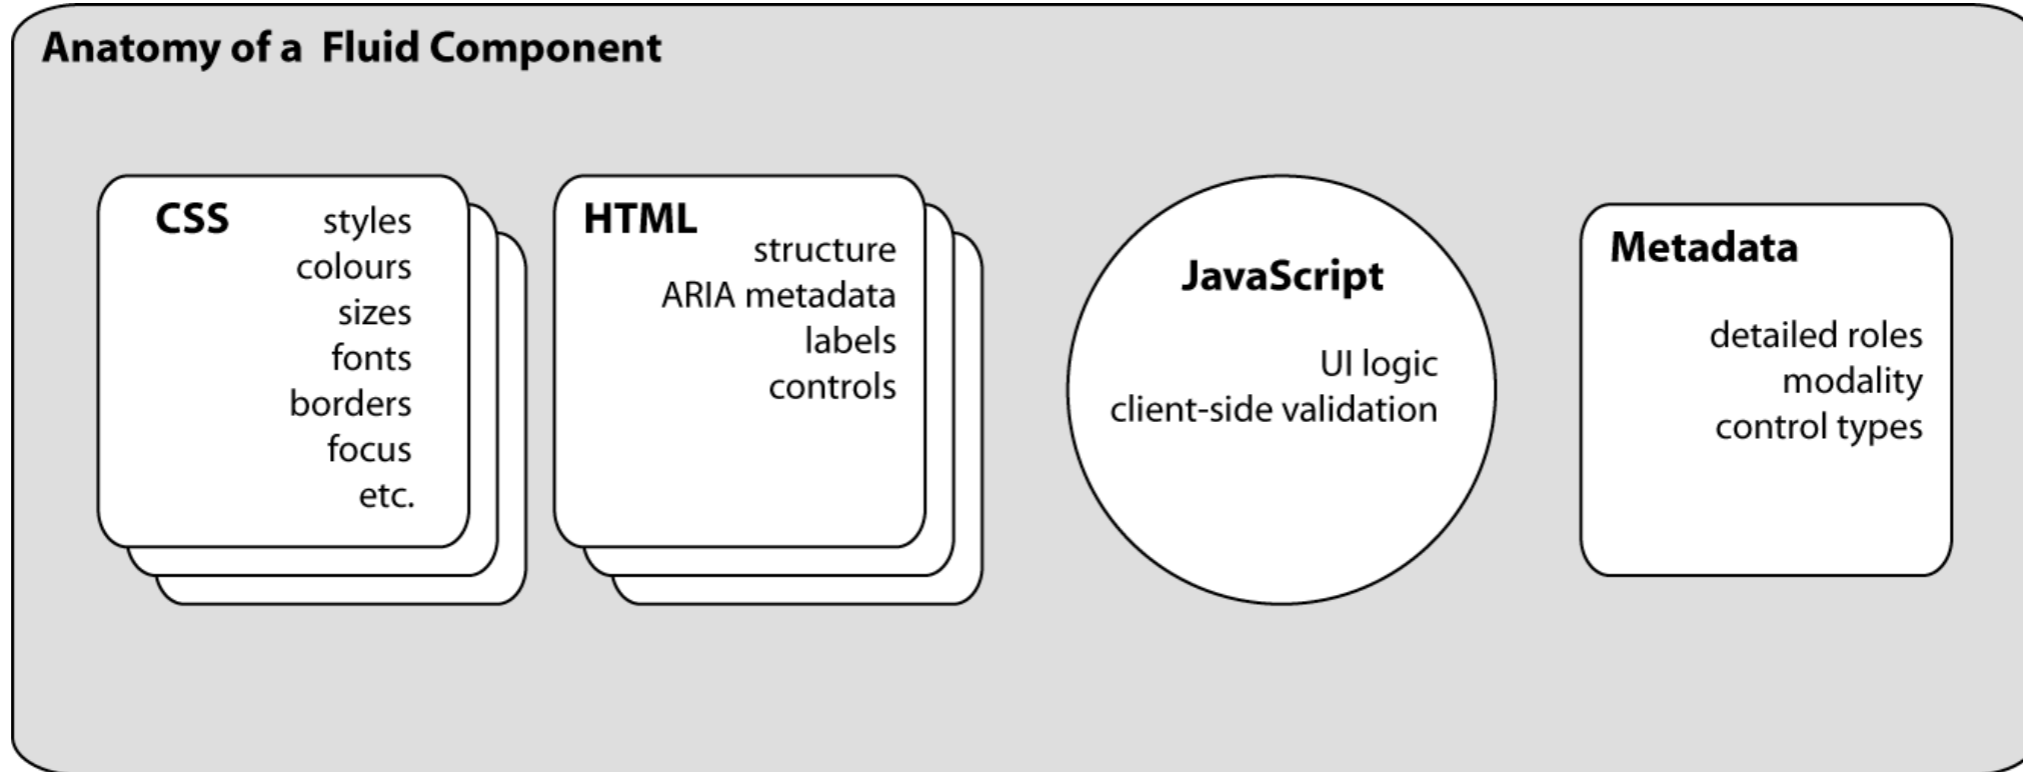 Anatomy of a Fluid Component
CSS
styles
colours
sizes
fonts
borders
focus
etc.
HTML
structure
ARIA metadata
labels
controls
JavaScript
UI logic
client-side validation
Metadata
detailed roles
modality
control types